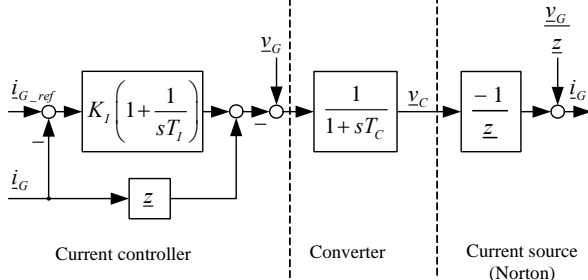 i_G_ref
−
K_I (1 + 1/(sT_I))
v_G
−
1/(1 + sT_C)
v_C
−1/z
v_G/z
i_G
i_G
z
Current controller
Converter
Current source
(Norton)